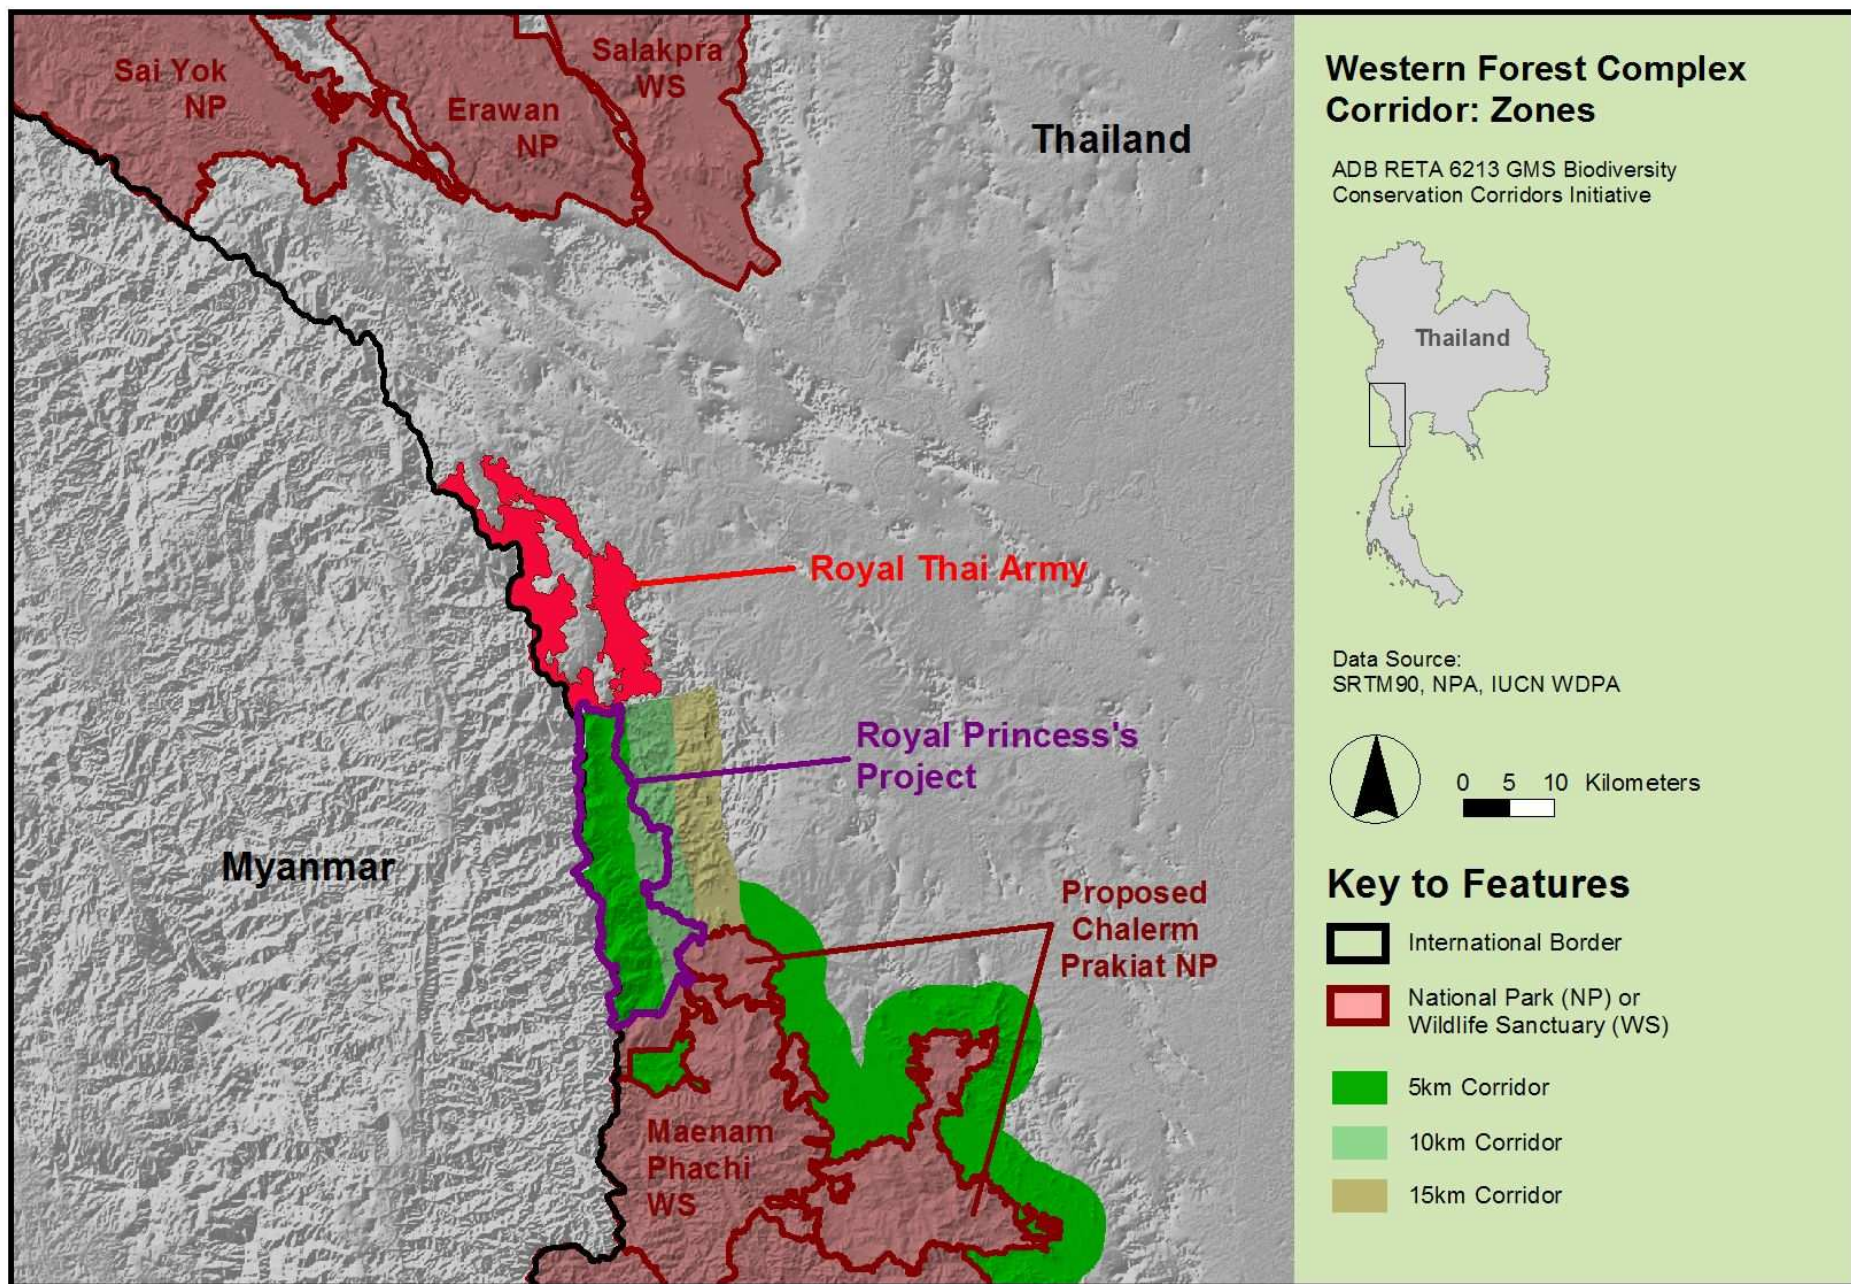 Sai Yok
NP
Erawan
NP
Salakpra
WS
Thailand
Royal Thai Army
Royal Princess's
Project
Myanmar
Proposed
Chalerm
Prakiat NP
Maenam
Phachi
WS
Western Forest Complex
Corridor: Zones
ADB RETA 6213 GMS Biodiversity
Conservation Corridors Initiative
Thailand
Data Source:
SRTM90, NPA, IUCN WDPA
0 5 10 Kilometers
Key to Features
International Border
National Park (NP) or
Wildlife Sanctuary (WS)
5km Corridor
10km Corridor
15km Corridor